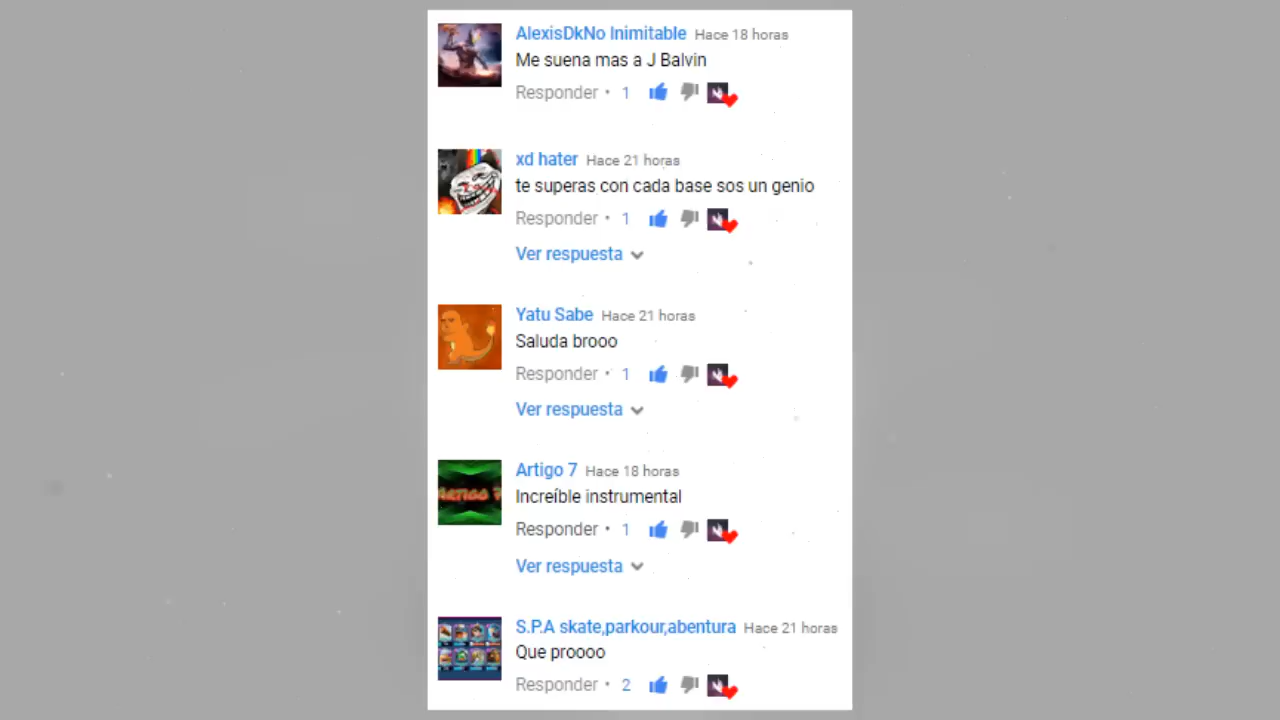 AlexisDkNo Inimitable Hace 18 horas
Me suena mas a J Balvin
Responder • 1
xd hater Hace 21 horas
te superas con cada base sos un genio
Responder • 1
Ver respuesta
Yatu Sabe Hace 21 horas
Saluda brooo
Responder • 1
Ver respuesta
Artigo 7 Hace 18 horas
Increíble instrumental
ARTIGO 7
Responder • 1
Ver respuesta
S.P.A skate,parkour,abentura Hace 21 horas
Que proooo
Responder • 2